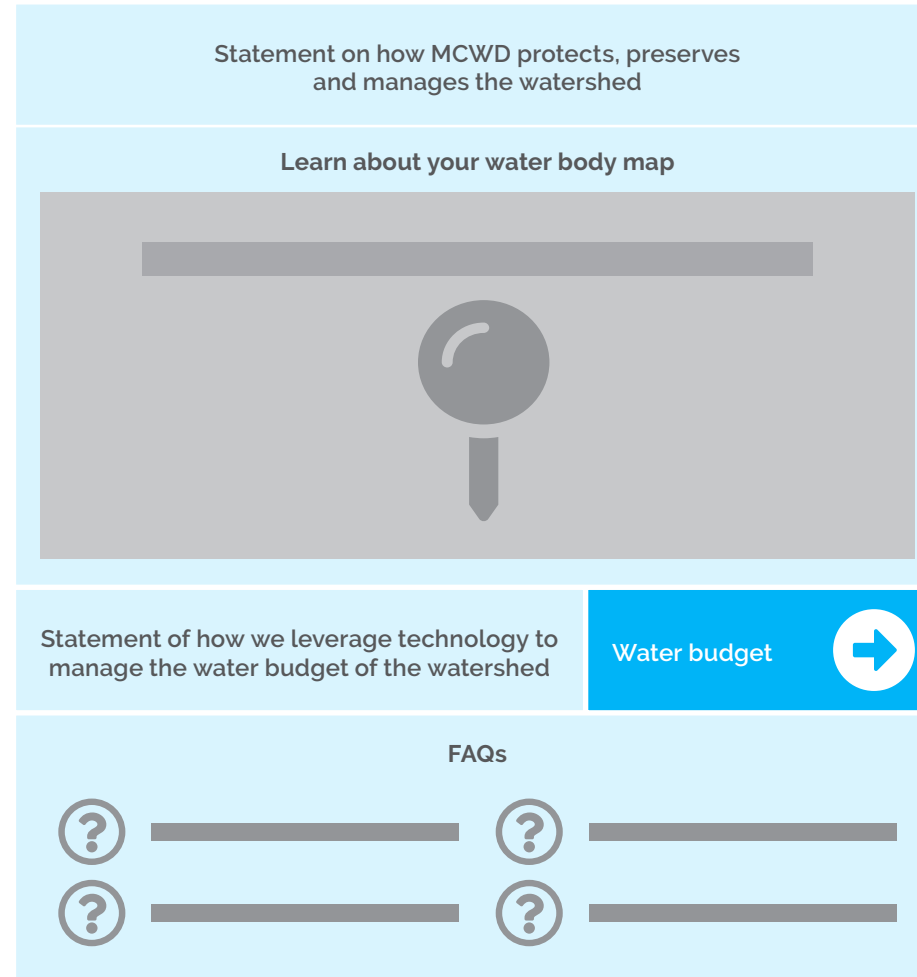 Statement on how MCWD protects, preserves
and manages the watershed
Learn about your water body map
Statement of how we leverage technology to
manage the water budget of the watershed
Water budget
FAQs
?
?
?
?